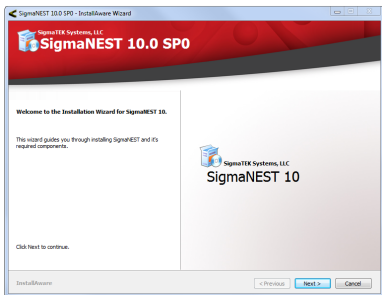 SigmaNEST 10.0 SP0 - InstallAware Wizard
SigmaTEK Systems, LLC
SigmaNEST 10.0 SP0
Welcome to the Installation Wizard for SigmaNEST 10.
This wizard guides you through installing SigmaNEST and it's
required components.
SigmaTEK Systems, LLC
SigmaNEST 10
Click Next to continue.
InstallAware
< Previous
Next >
Cancel